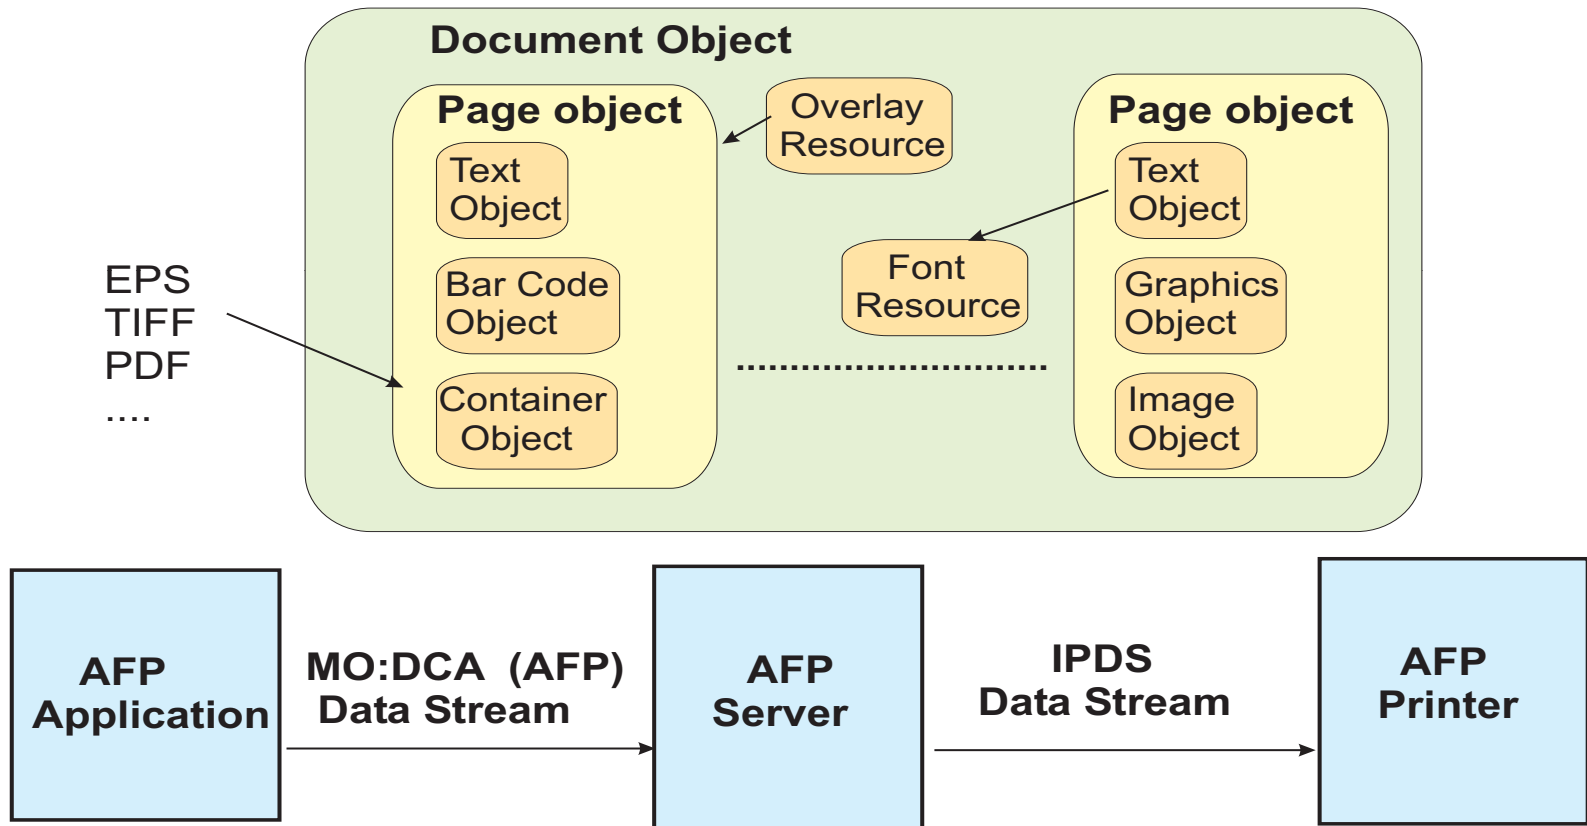 Document Object
Page object
Text
Object
Bar Code
Object
Container
Object
Overlay
Resource
Font
Resource
Page object
Text
Object
Graphics
Object
Image
Object
EPS
TIFF
PDF
....
AFP
Application
MO:DCA (AFP)
Data Stream
AFP
Server
IPDS
Data Stream
AFP
Printer